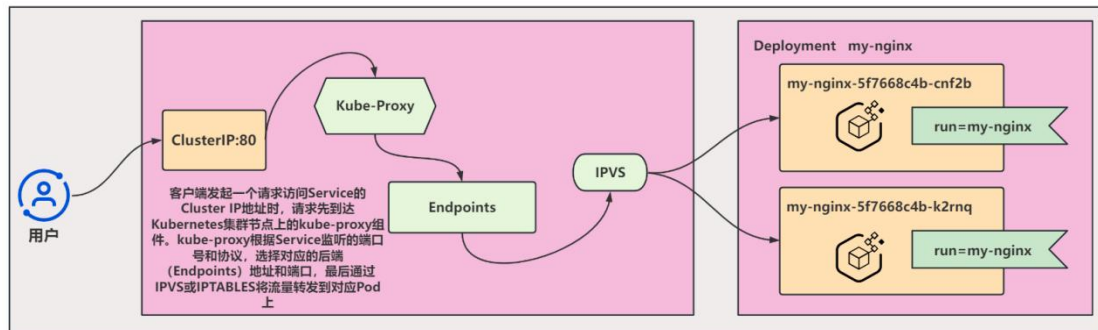 用户
ClusterIP:80
Kube-Proxy
客户端发起一个请求访问Service的
Cluster IP地址时，请求先到达
Kubernetes集群节点上的kube-proxy组
件。kube-proxy根据Service监听的端口
号和协议，选择对应的后端
（Endpoints）地址和端口，最后通过
IPVS或IPTABLES将流量转发到对应Pod
上
Endpoints
IPVS
Deployment my-nginx
my-nginx-5f7668c4b-cnf2b
run=my-nginx
my-nginx-5f7668c4b-k2rnq
run=my-nginx